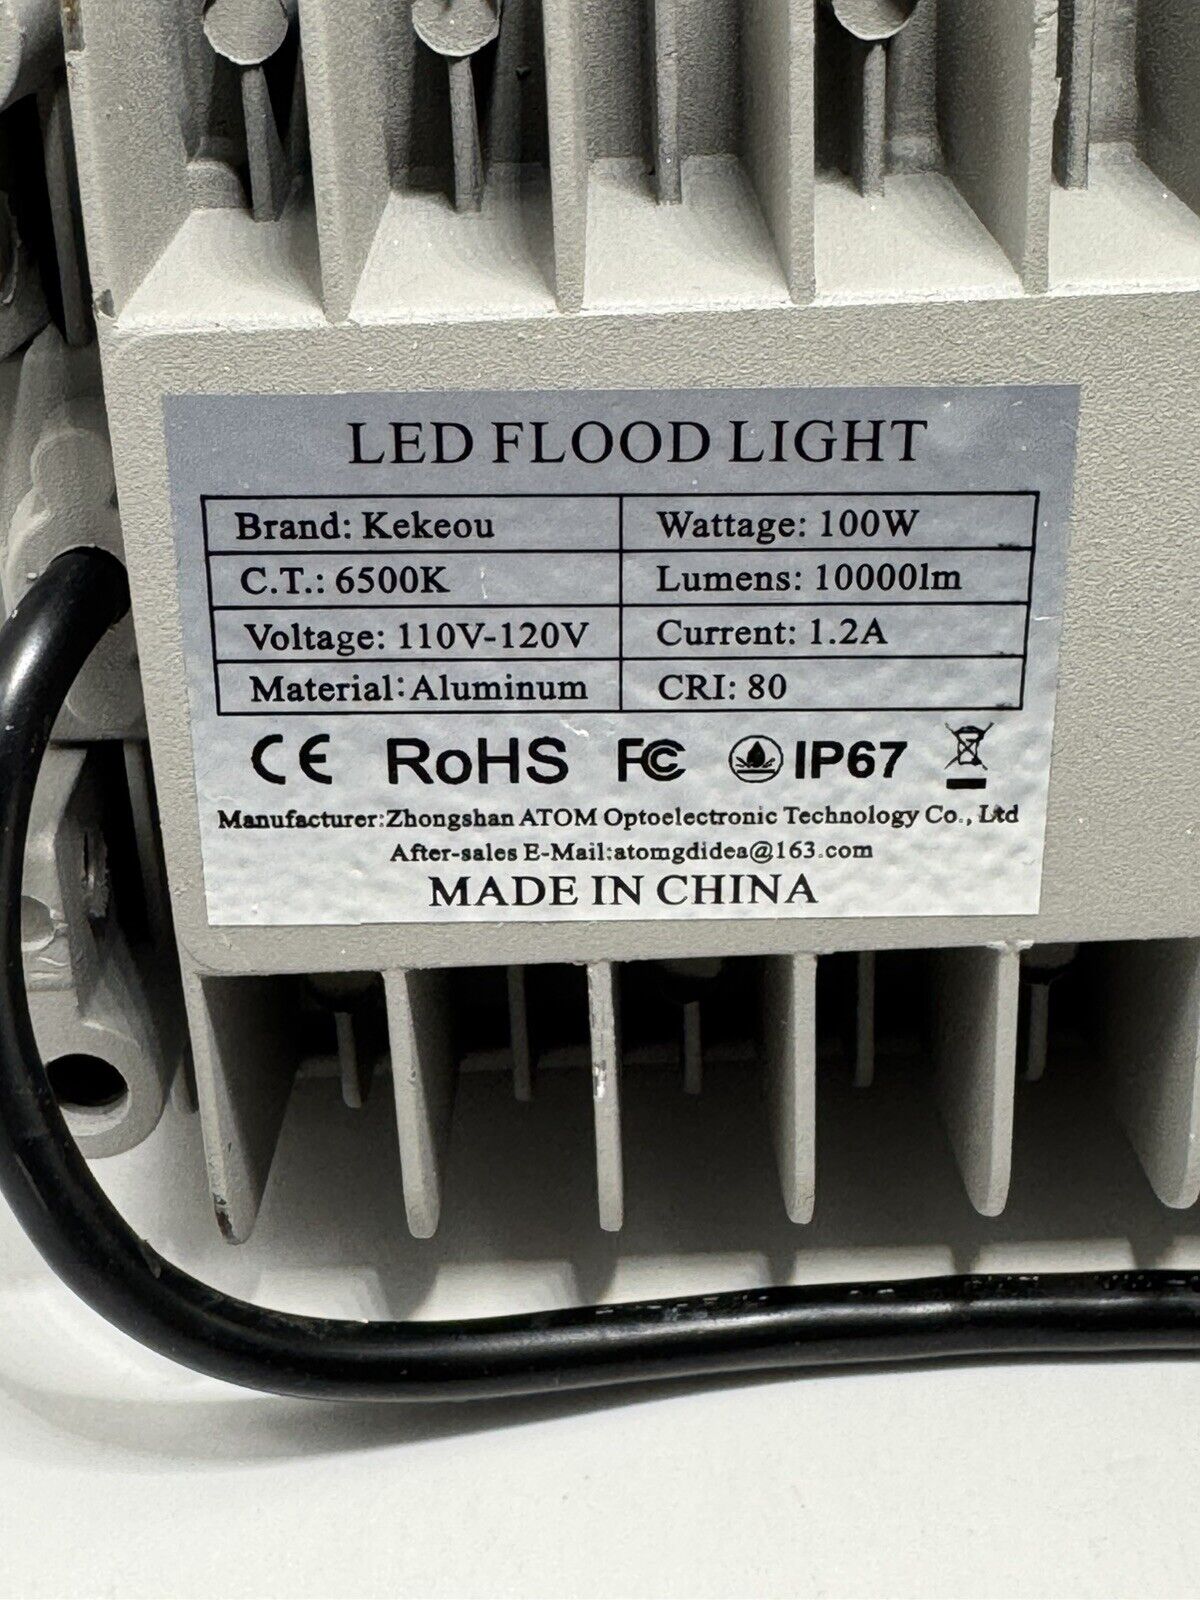 LED FLOOD LIGHT
Brand: Kekeou
Wattage: 100W
C.T.: 6500K
Lumens: 10000lm
Voltage: 110V-120V
Current: 1.2A
Material: Aluminum
CRI: 80
CE RoHS FC IP67
Manufacturer:Zhongshan ATOM Optoelectronic Technology Co., Ltd
After-sales E-Mail:atomgdidea@163.com
MADE IN CHINA